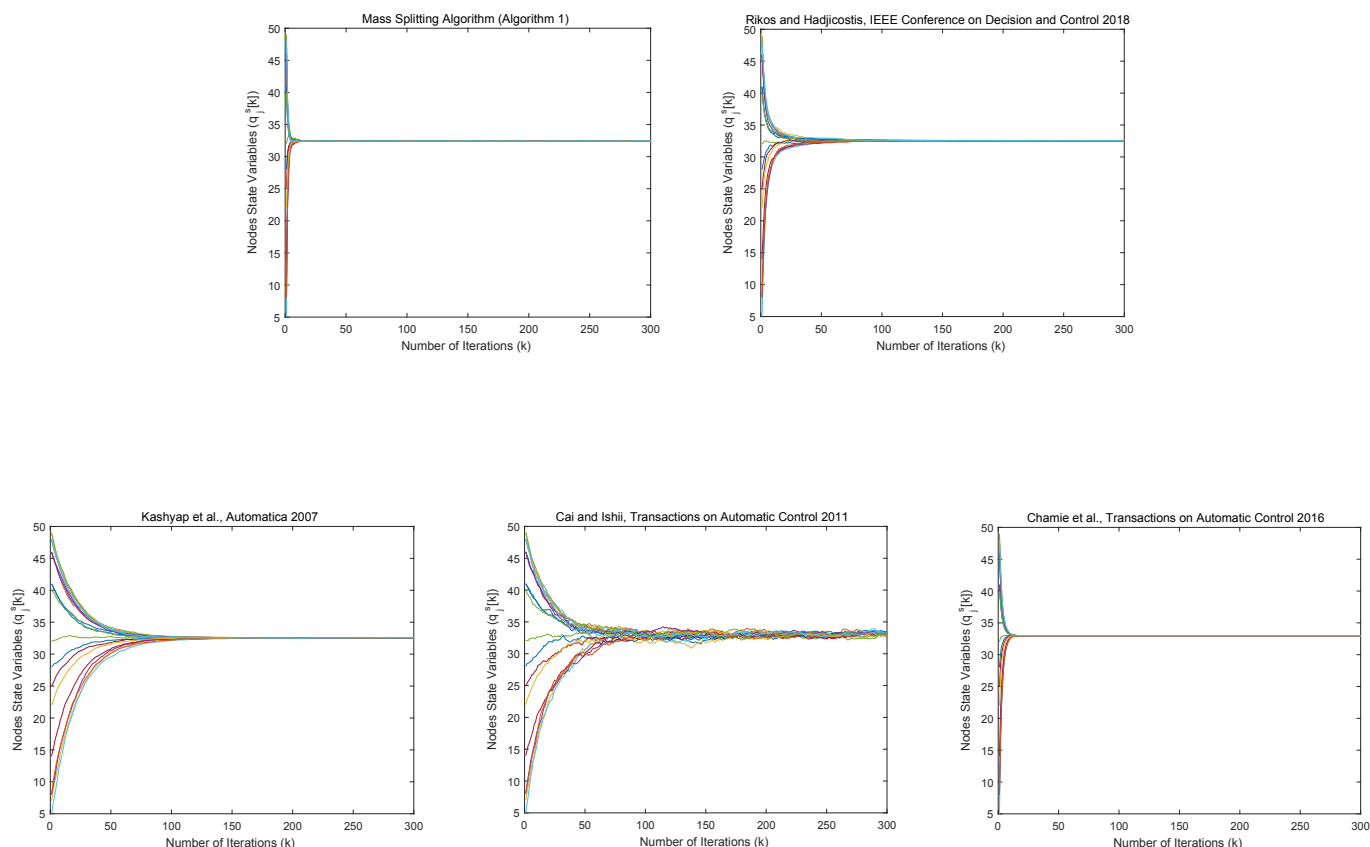 Mass Splitting Algorithm (Algorithm 1)
50
45
40
35
30
25
20
15
10
5
0 50 100 150 200 250 300
Nodes State Variables (q_j^s[k])
Number of Iterations (k)
Rikos and Hadjicostis, IEEE Conference on Decision and Control 2018
50
45
40
35
30
25
20
15
10
5
0 50 100 150 200 250 300
Nodes State Variables (q_j^s[k])
Number of Iterations (k)
Kashyap et al., Automatica 2007
50
45
40
35
30
25
20
15
10
5
0 50 100 150 200 250 300
Nodes State Variables (q_j^s[k])
Number of Iterations (k)
Cai and Ishii, Transactions on Automatic Control 2011
50
45
40
35
30
25
20
15
10
5
0 50 100 150 200 250 300
Nodes State Variables (q_j^s[k])
Number of Iterations (k)
Chamie et al., Transactions on Automatic Control 2016
50
45
40
35
30
25
20
15
10
5
0 50 100 150 200 250 300
Nodes State Variables (q_j^s[k])
Number of Iterations (k)